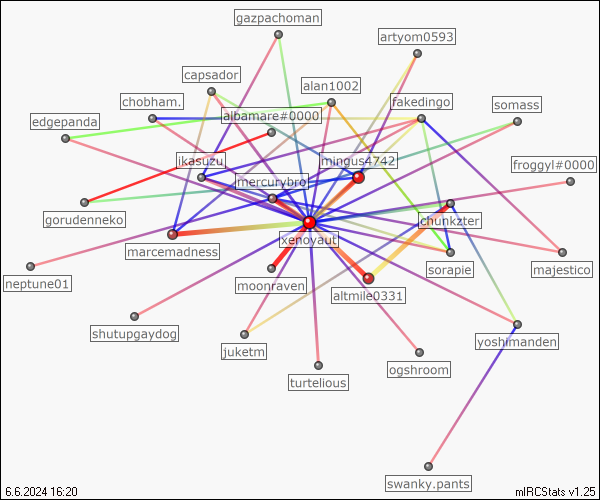 gazpachoman
artyom0593
capsador
alan1002
chobham.
albamare#0000
fakedingo
somass
edgepanda
ikasuzu
mingus4742
froggyl#0000
mercurybro
gorudenneko
chunkzter
xenoyaut
marcemadness
sorapie
majestico
neptune01
moonraven
altmile0331
shutupgaydog
juketm
yoshimanden
turtelious
ogshroom
swanky.pants
6.6.2024 16:20
mIRCStats v1.25